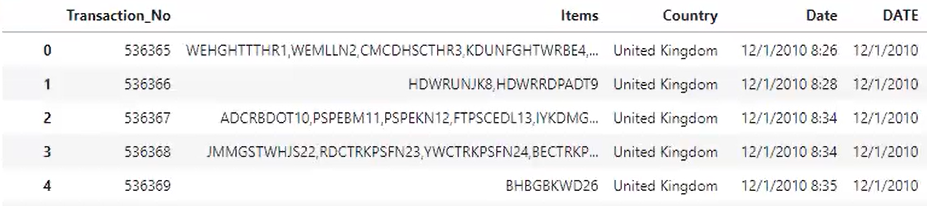 Transaction_No Items Country Date DATE
0 536365 WEHGHTTTHR1,WEMLLN2,CMCDHSCTHR3,KDUNFGHTWRBE4,... United Kingdom 12/1/2010 8:26 12/1/2010
1 536366 HDWRUNJK8,HDWRRDPADT9 United Kingdom 12/1/2010 8:28 12/1/2010
2 536367 ADCRBDOT10,PSPEBM11,PSPEKN12,FTPSCEDL13,IYKDMG... United Kingdom 12/1/2010 8:34 12/1/2010
3 536368 JMMGSTWHJS22,RDCTRKPSFN23,YWCTRKPSFN24,BECTRKP... United Kingdom 12/1/2010 8:34 12/1/2010
4 536369 BHBGBKWD26 United Kingdom 12/1/2010 8:35 12/1/2010